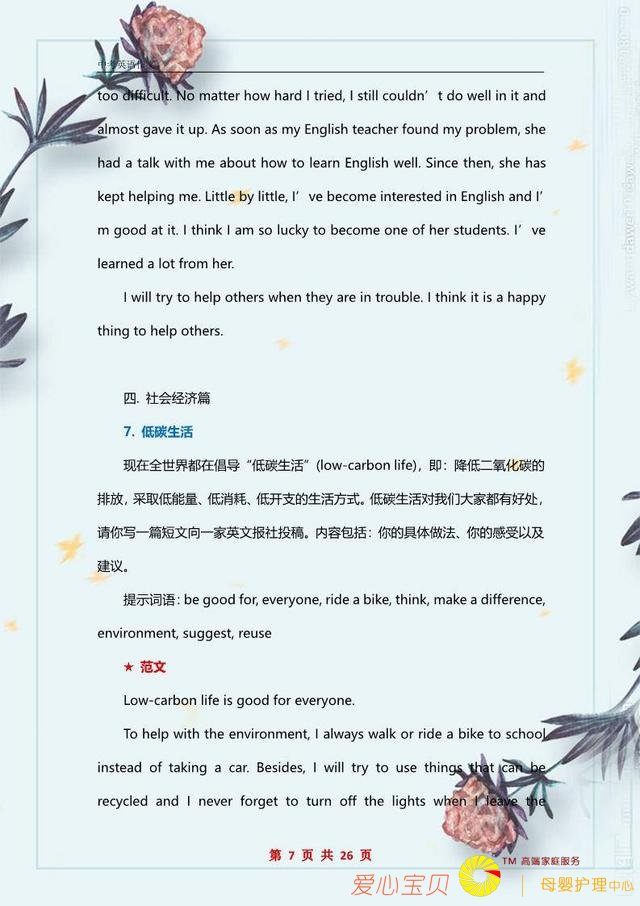 中考英语作文
too difficult. No matter how hard I tried, I still couldn’t do well in it and
almost gave it up. As soon as my English teacher found my problem, she
had a talk with me about how to learn English well. Since then, she has
kept helping me. Little by little, I’ve become interested in English and I’
m good at it. I think I am so lucky to become one of her students. I’ve
learned a lot from her.
I will try to help others when they are in trouble. I think it is a happy
thing to help others.
四. 社会经济篇
7. 低碳生活
现在全世界都在倡导“低碳生活”(low-carbon life)，即：降低二氧化碳的
排放，采取低能量、低消耗、低开支的生活方式。低碳生活对我们大家都有好处，
请你写一篇短文向一家英文报社投稿。内容包括：你的具体做法、你的感受以及
建议。
提示词语：be good for, everyone, ride a bike, think, make a difference,
environment, suggest, reuse
★ 范文
Low-carbon life is good for everyone.
To help with the environment, I always walk or ride a bike to school
instead of taking a car. Besides, I will try to use things that can be
recycled and I never forget to turn off the lights when I leave the
第 7 页 共 26 页
TM 高端家庭服务
爱心宝贝 | 母婴护理中心